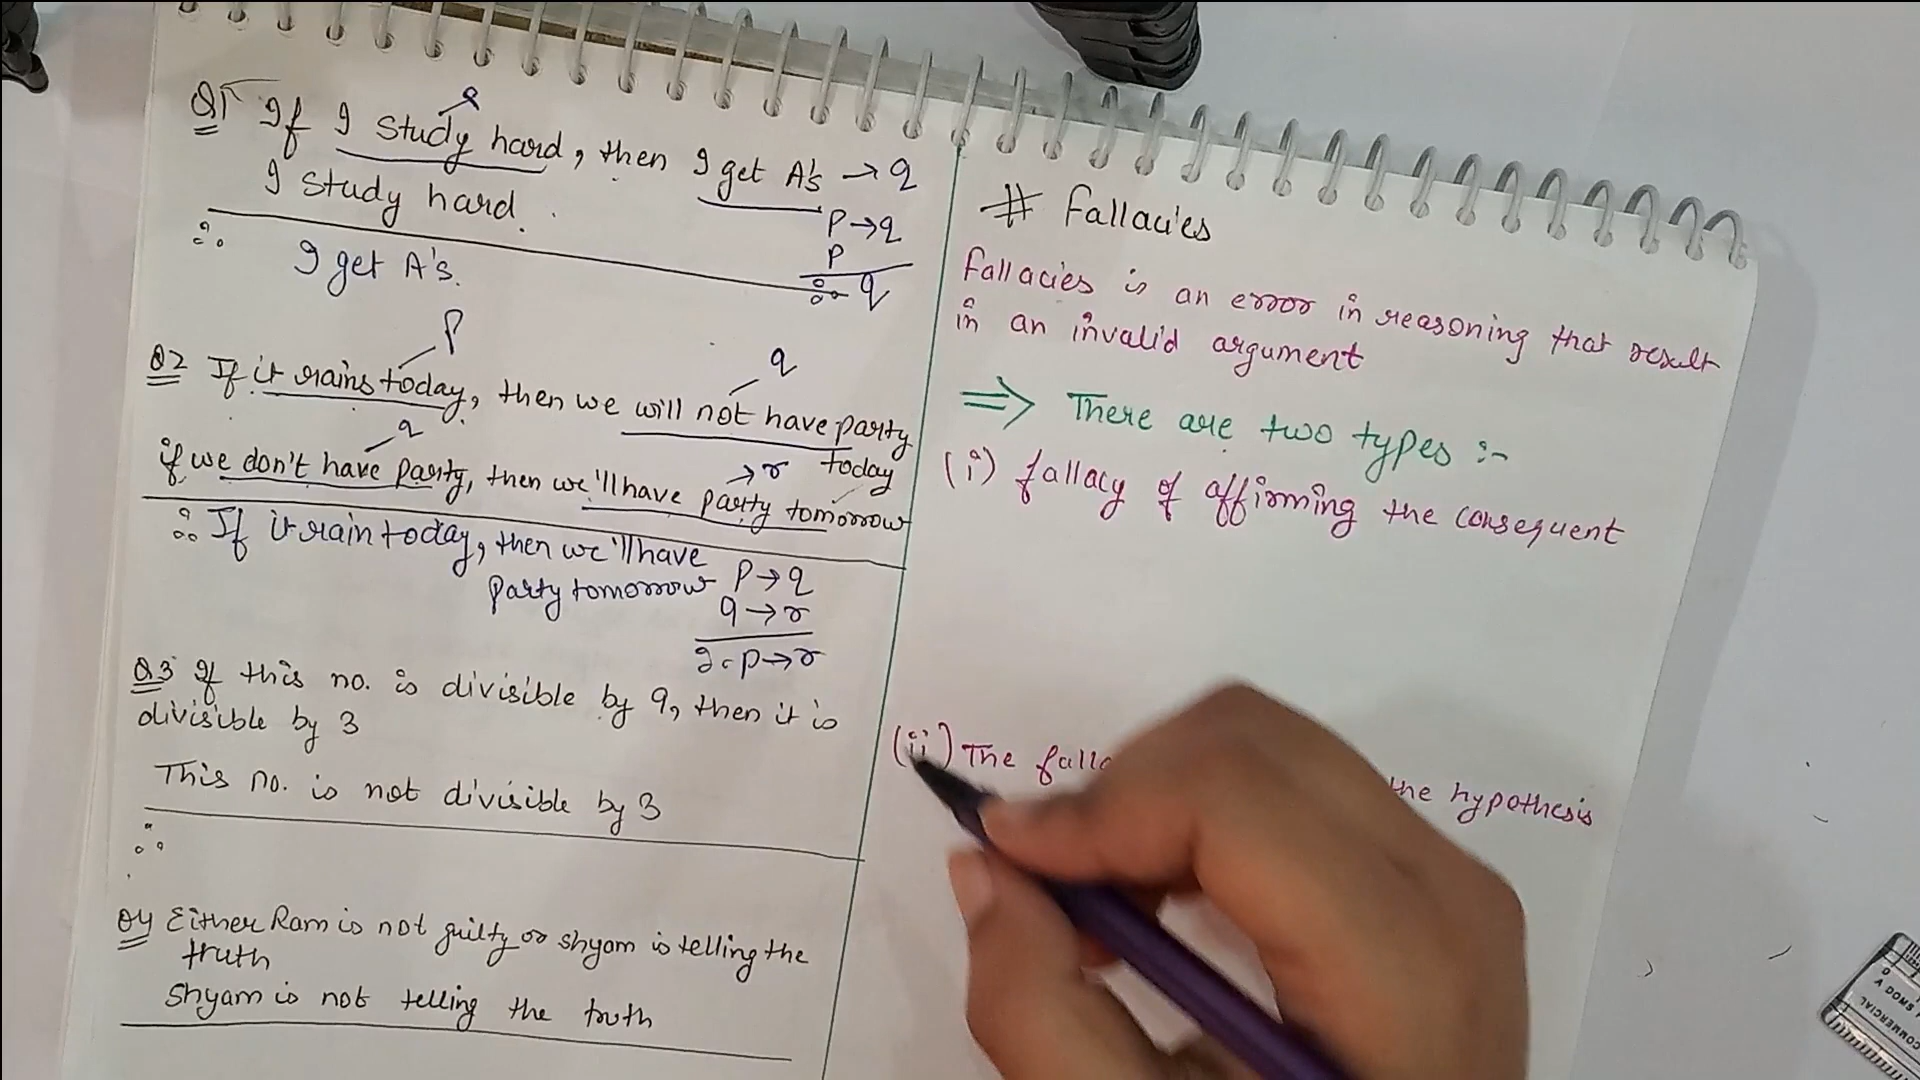 Q1 If I study hard, then I get A's → q
p
I study hard.
p→q
p
∴ I get A's.
∴ q
p
q
Q2 If it rains today, then we will not have party
today
q
if we don't have party, then we'll have party tomorrow
→ r
∴ If it rain today, then we'll have
party tomorrow
p→q
q→r
∴ p→r
Q3 If this no. is divisible by 9, then it is
divisible by 3
This no. is not divisible by 3
∴
Q4 Either Ram is not guilty or shyam is telling the
truth
Shyam is not telling the truth
# Fallacies
Fallacies is an error in reasoning that result
in an invalid argument
⇒ There are two types :-
(i) fallacy of affirming the consequent
(ii) The the hypothesis